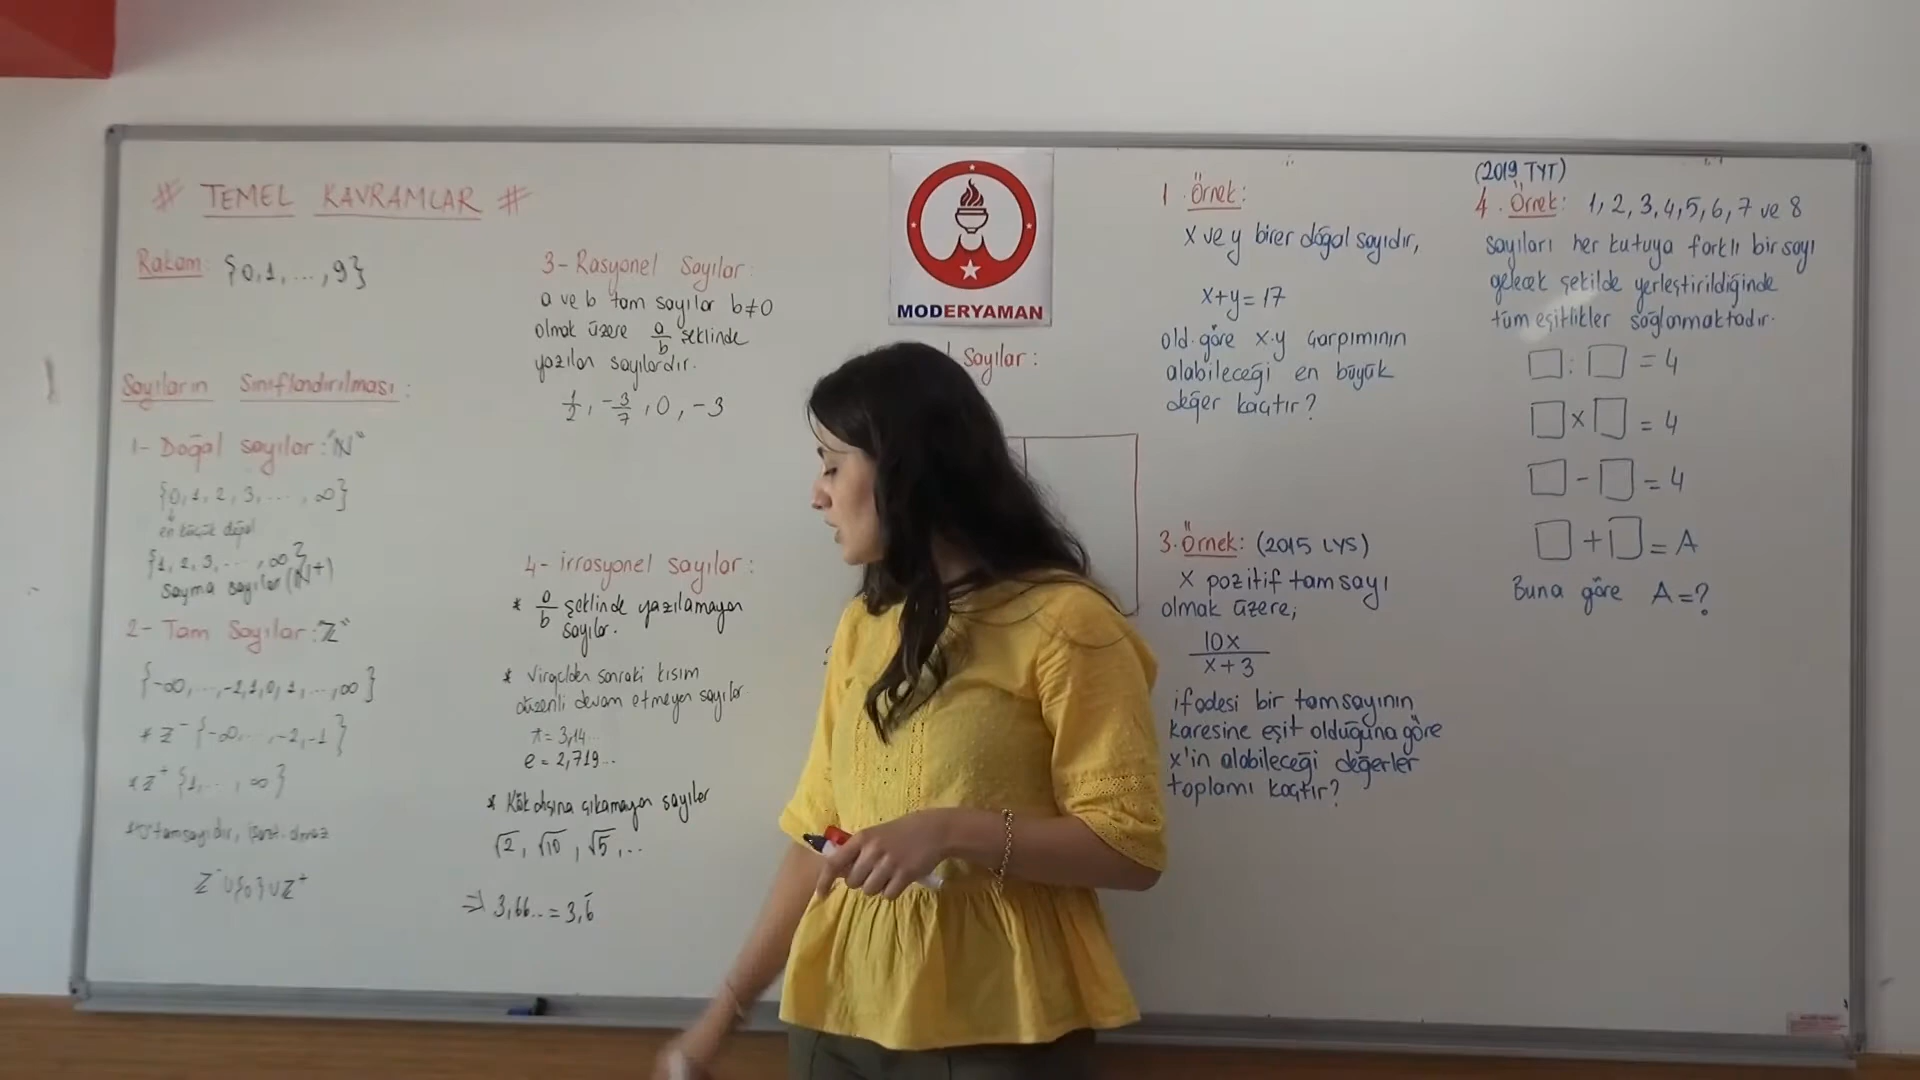 # TEMEL KAVRAMLAR #
Rakam: {0,1,...,9}
Sayıların Sınıflandırılması:
1- Doğal sayılar: "N"
{0,1,2,3,...,∞}
en küçük doğal
{1,2,3,...,∞}
Sayma sayılar (N+)
2- Tam Sayılar: "Z"
{-∞,...,-2,1,0,1,...,∞}
* Z⁻ {-∞,...,-2,-1}
* Z⁺ {1,...,∞}
tamsayıdır, olmaz
Z⁻∪{0}∪Z⁺
3- Rasyonel Sayılar:
a ve b tam sayılar b≠0
olmak üzere a/b şeklinde
yazılan sayılardır.
1/2, -3/7, 0, -3
4- irrasyonel sayılar:
* a/b şeklinde yazılamayan
sayılar.
* Virgülden sonraki kısım
düzenli devam etmeyen sayılar
π=3,14...
e=2,719...
* Kök dışına çıkamayan sayılar
√2, √10, √5,...
⇒ 3,66..=3,6̄
MODERYAMAN
Sayılar:
1. Örnek:
x ve y birer doğal sayıdır,
x+y=17
old. göre x.y çarpımının
alabileceği en büyük
değer kaçtır?
3. Örnek: (2015 LYS)
x pozitif tamsayı
olmak üzere;
10x
x+3
ifadesi bir tamsayının
karesine eşit olduğuna göre
x'in alabileceği değerler
toplamı kaçtır?
(2019 TYT)
4. Örnek: 1,2,3,4,5,6,7 ve 8
sayıları her kutuya farklı bir sayı
gelecek şekilde yerleştirildiğinde
tüm eşitlikler sağlanmaktadır.
□:□=4
□x□=4
□-□=4
□+□=A
Buna göre A=?